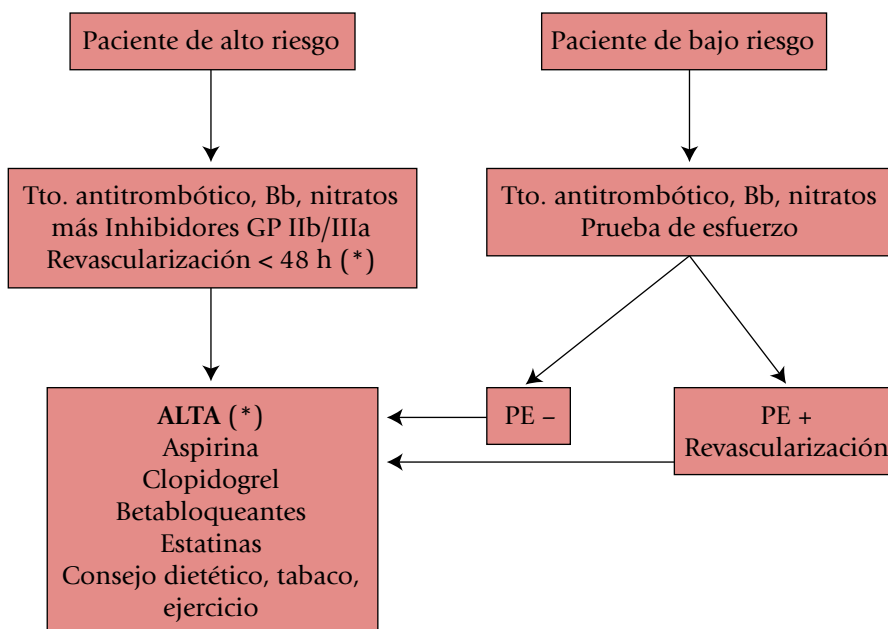 Paciente de alto riesgo
Paciente de bajo riesgo
Tto. antitrombótico, Bb, nitratos
más Inhibidores GP IIb/IIIa
Revascularización < 48 h (*)
Tto. antitrombótico, Bb, nitratos
Prueba de esfuerzo
ALTA (*)
Aspirina
Clopidogrel
Betabloqueantes
Estatinas
Consejo dietético, tabaco,
ejercicio
PE –
PE +
Revascularización